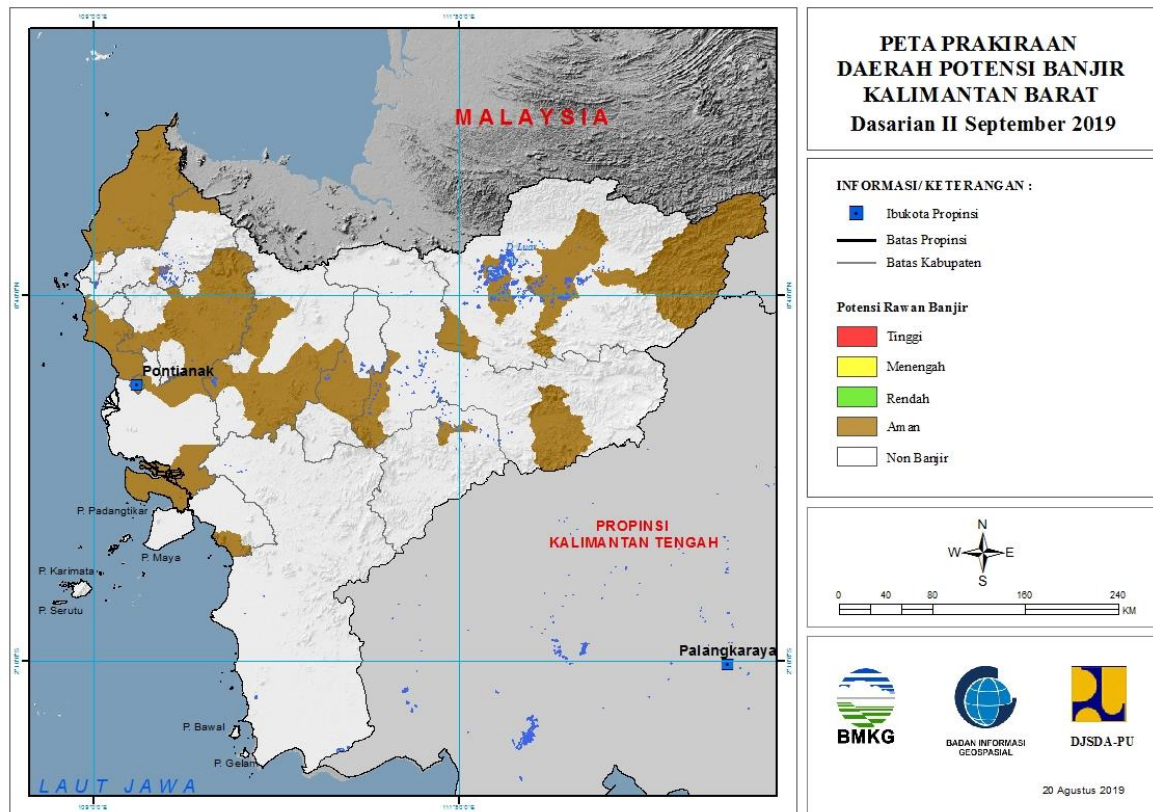 PETA PRAKIRAAN
DAERAH POTENSI BANJIR
KALIMANTAN BARAT
Dasarian II September 2019
INFORMASI/ KETERANGAN :
Ibukota Propinsi
Batas Propinsi
Batas Kabupaten
Potensi Rawan Banjir
Tinggi
Menengah
Rendah
Aman
Non Banjir
N
W E
S
0 20 40 80 160 240
KM
BMKG
BADAN INFORMASI
GEOSPASIAL
DJSDA-PU
20 Agustus 2019
MALAYSIA
Pontianak
P. Padangtikar
P. Maya
P. Karimata
P. Serutu
PROPINSI
KALIMANTAN TENGAH
Palangkaraya
P. Bawal
P. Gelam
LAUT JAWA